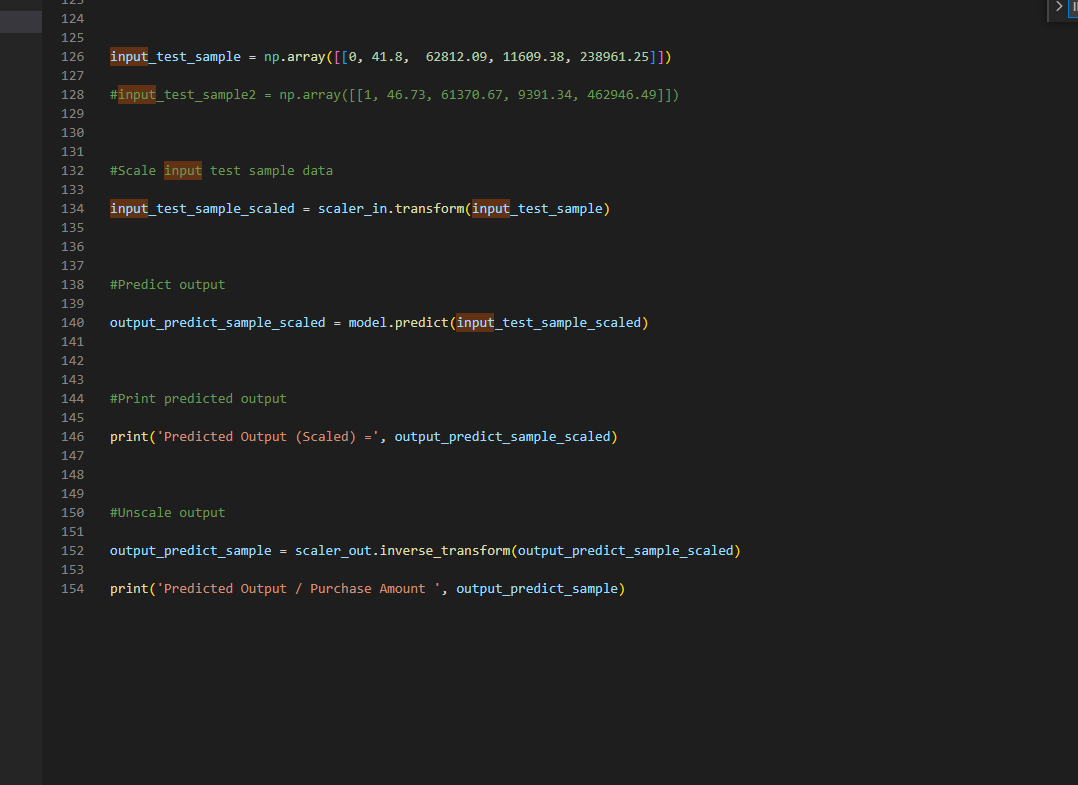 123
124
125
126 input_test_sample = np.array([[0, 41.8,  62812.09, 11609.38, 238961.25]])
127
128 #input_test_sample2 = np.array([[1, 46.73, 61370.67, 9391.34, 462946.49]])
129
130
131
132 #Scale input test sample data
133
134 input_test_sample_scaled = scaler_in.transform(input_test_sample)
135
136
137
138 #Predict output
139
140 output_predict_sample_scaled = model.predict(input_test_sample_scaled)
141
142
143
144 #Print predicted output
145
146 print('Predicted Output (Scaled) =', output_predict_sample_scaled)
147
148
149
150 #Unscale output
151
152 output_predict_sample = scaler_out.inverse_transform(output_predict_sample_scaled)
153
154 print('Predicted Output / Purchase Amount ', output_predict_sample)